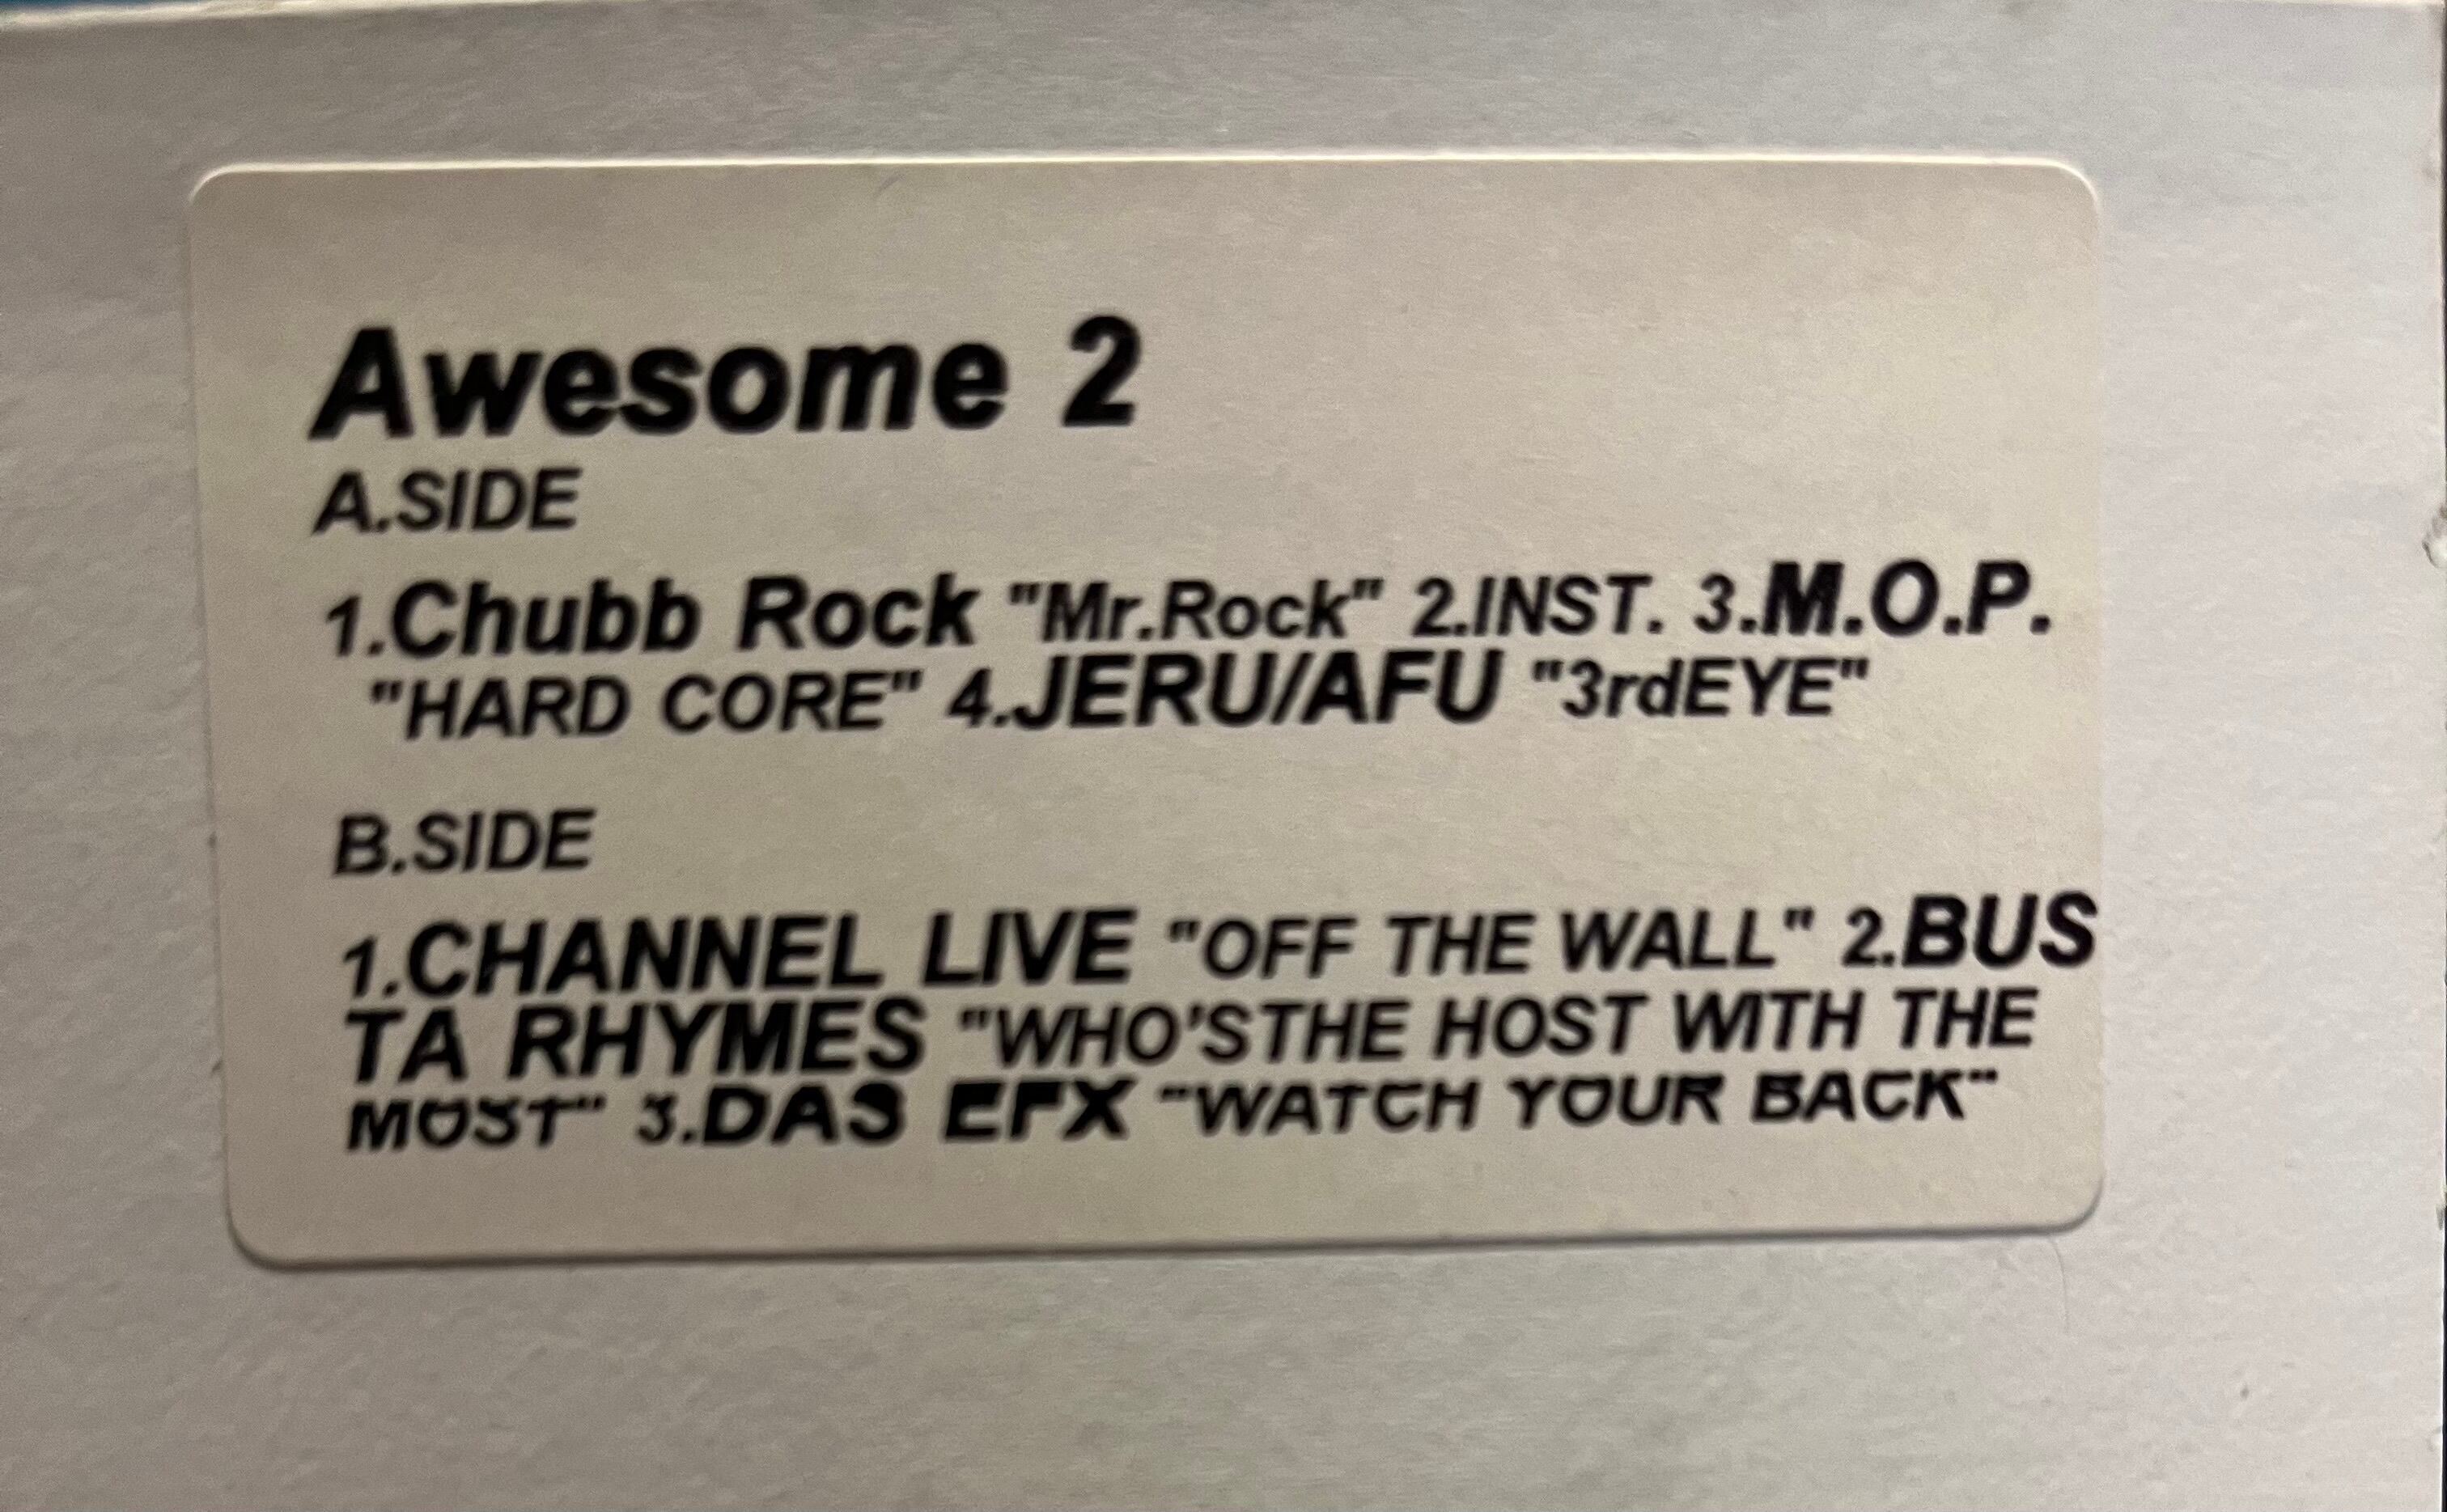 Awesome 2
A.SIDE
1.Chubb Rock "Mr.Rock" 2.INST. 3.M.O.P.
"HARD CORE" 4.JERU/AFU "3rdEYE"
B.SIDE
1.CHANNEL LIVE "OFF THE WALL" 2.BUS
TA RHYMES "WHO'STHE HOST WITH THE
MOST" 3.DAS EFX "WATCH YOUR BACK"